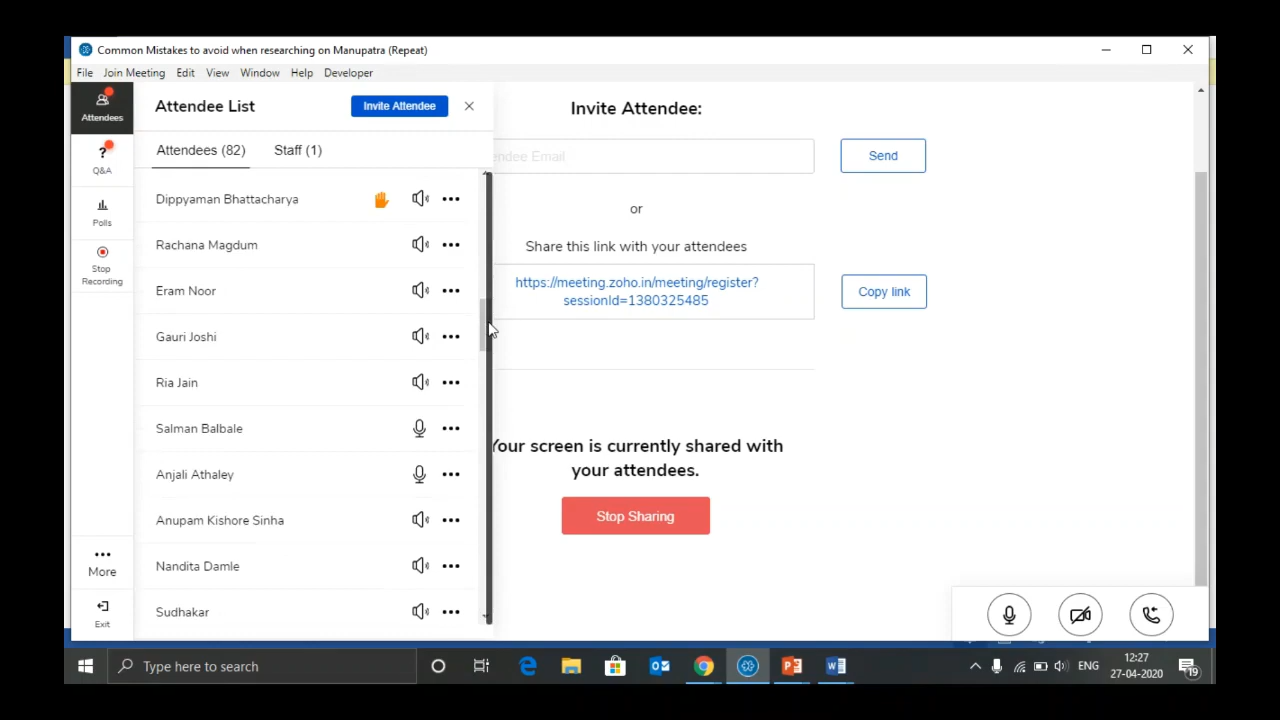 Common Mistakes to avoid when researching on Manupatra (Repeat)
File Join Meeting Edit View Window Help Developer
Attendees
Q&A
Polls
Stop
Recording
More
Exit
Attendee List
Invite Attendee
Attendees (82) Staff (1)
Dippyaman Bhattacharya
Rachana Magdum
Eram Noor
Gauri Joshi
Ria Jain
Salman Balbale
Anjali Athaley
Anupam Kishore Sinha
Nandita Damle
Sudhakar
Invite Attendee:
endee Email
Send
or
Share this link with your attendees
https://meeting.zoho.in/meeting/register?
sessionId=1380325485
Copy link
Your screen is currently shared with
your attendees.
Stop Sharing
Type here to search
ENG
12:27
27-04-2020
19